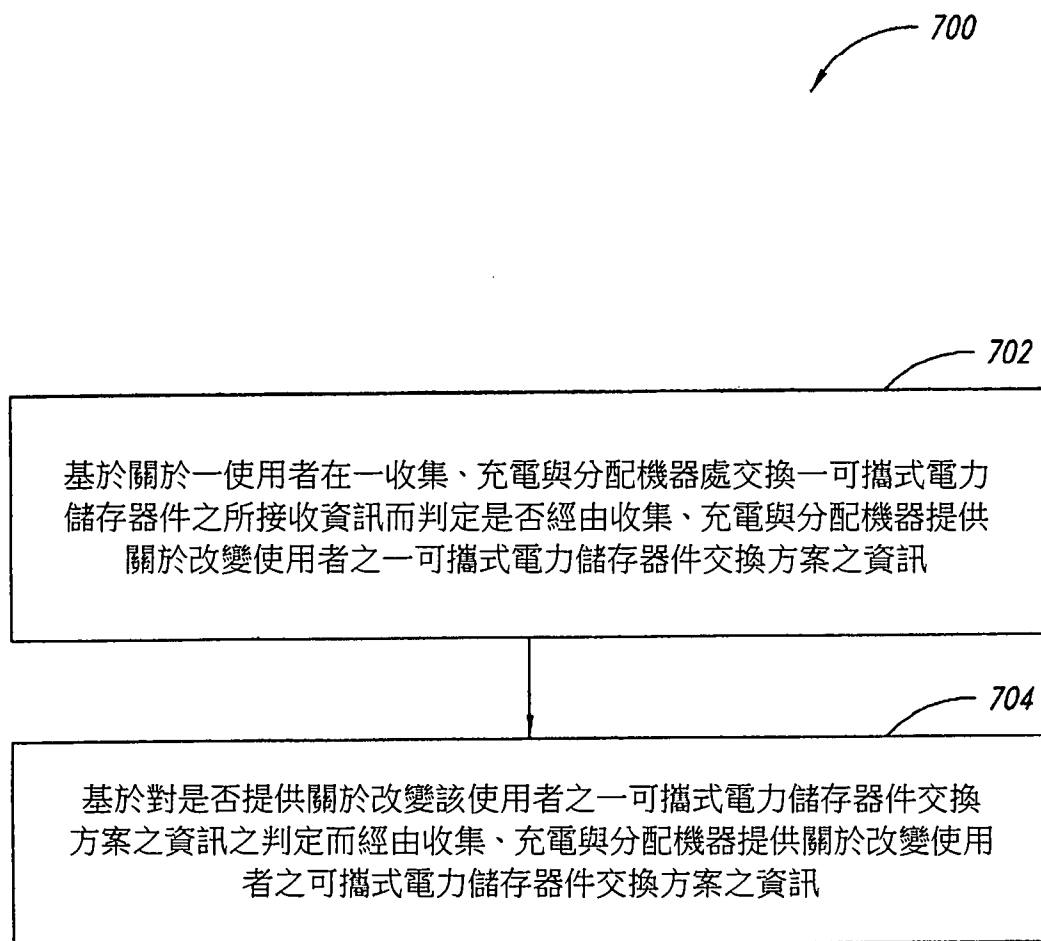 700
702
基於關於一使用者在一收集、充電與分配機器處交換一可攜式電力
儲存器件之所接收資訊而判定是否經由收集、充電與分配機器提供
關於改變使用者之一可攜式電力儲存器件交換方案之資訊
704
基於對是否提供關於改變該使用者之一可攜式電力儲存器件交換
方案之資訊之判定而經由收集、充電與分配機器提供關於改變使用
者之可攜式電力儲存器件交換方案之資訊